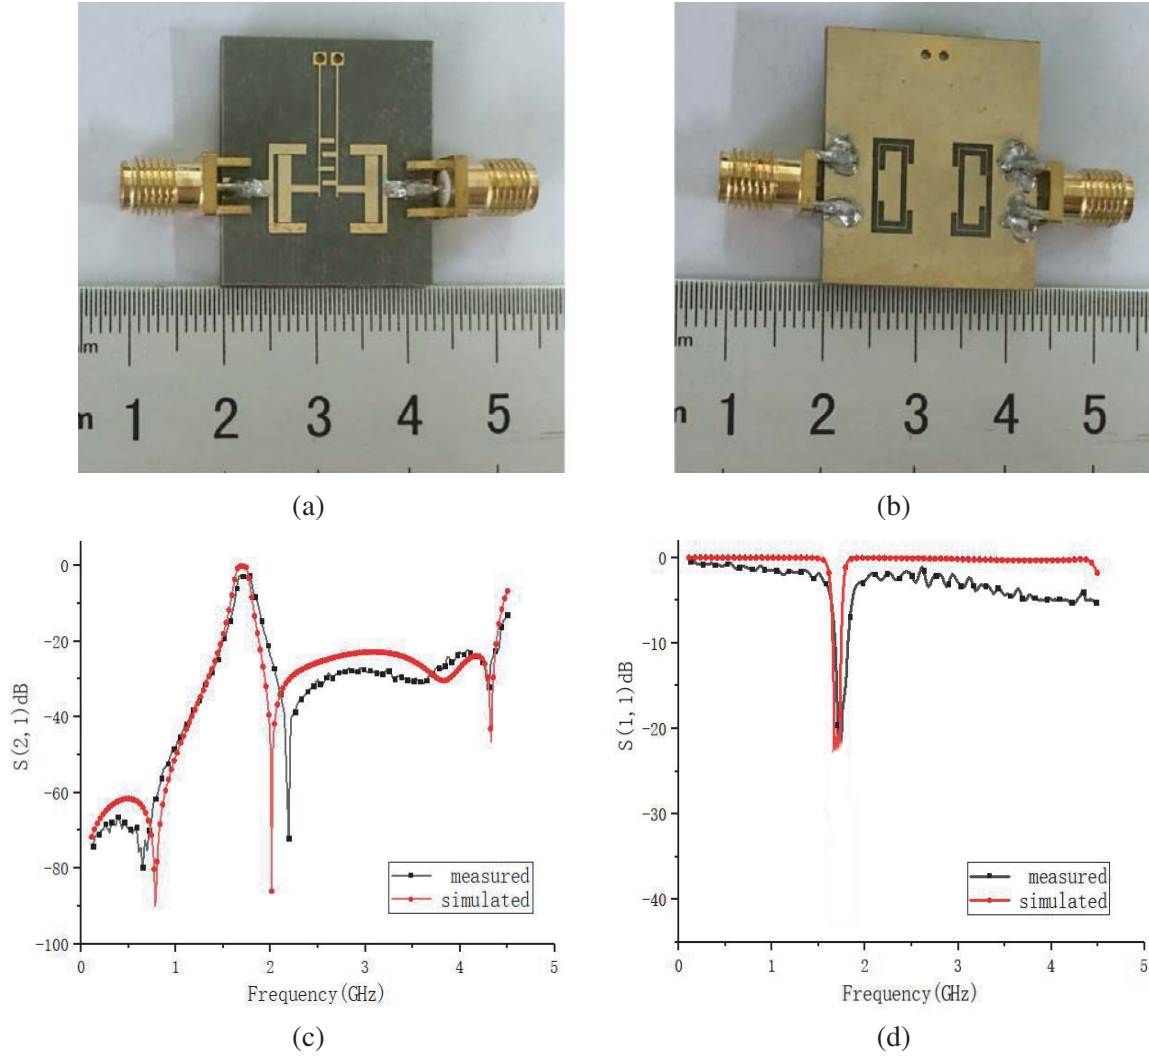 m 1 2 3 4 5
m 1 2 3 4 5
(a)
(b)
0
-20
-40
-60
-80
-100
S(2,1)dB
measured
simulated
0 1 2 3 4 5
Frequency(GHz)
(c)
0
-10
-20
-30
-40
S(1,1)dB
measured
simulated
0 1 2 3 4 5
Frequency(GHz)
(d)